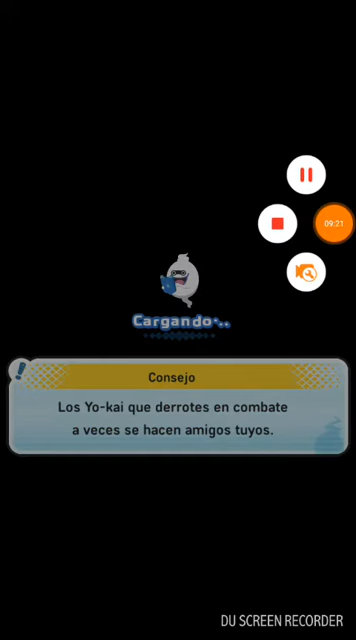 09:21
Cargando...
Consejo
Los Yo-kai que derrotes en combate
a veces se hacen amigos tuyos.
DU SCREEN RECORDER